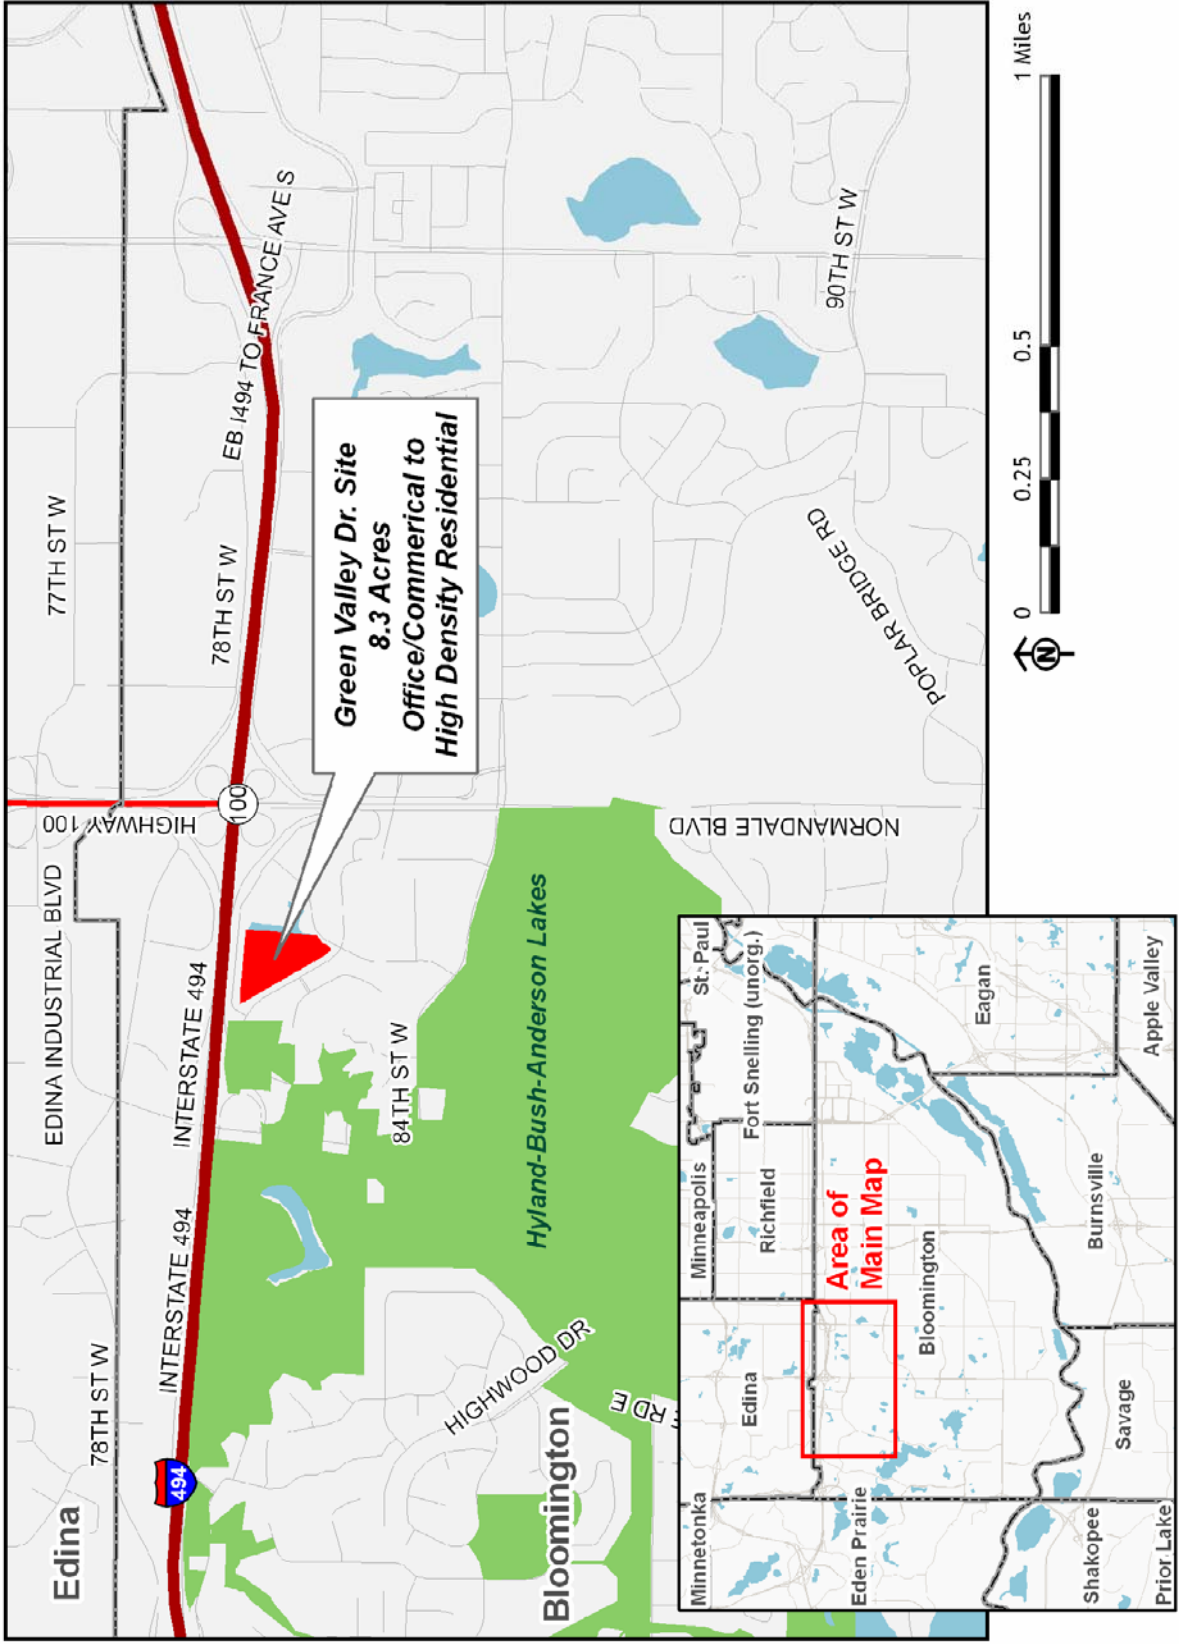 Edina
78TH ST W
EDINA INDUSTRIAL BLVD
HIGHWAY 100
77TH ST W
494
INTERSTATE 494
INTERSTATE 494
100
78TH ST W
EB I494 TO FRANCE AVE S
Green Valley Dr. Site
8.3 Acres
Office/Commerical to
High Density Residential
84TH ST W
HIGHWOOD DR
Hyland-Bush-Anderson Lakes
Bloomington
RD E
NORMANDALE BLVD
POPLAR BRIDGE RD
90TH ST W
Minnetonka
Edina
Minneapolis
Richfield
St. Paul
Fort Snelling (unorg.)
Area of
Main Map
Eden Prairie
Bloomington
Eagan
Shakopee
Savage
Burnsville
Apple Valley
Prior Lake
N
0
0.25
0.5
1 Miles